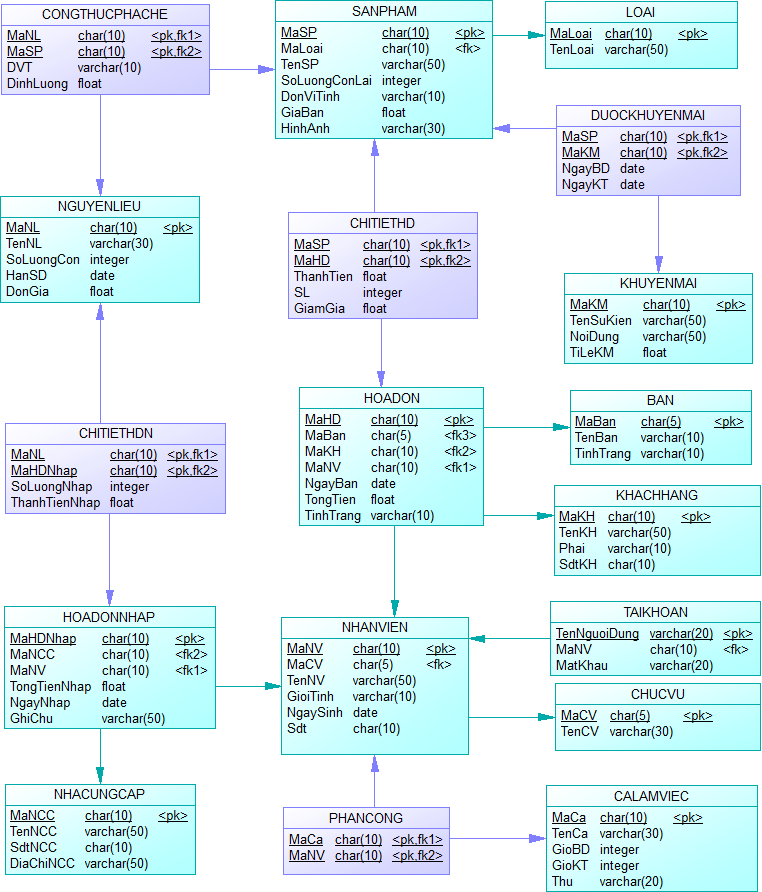 CONGTHUCPHACHE
MaNL char(10) <pk,fk1>
MaSP char(10) <pk,fk2>
DVT varchar(10)
DinhLuong float
SANPHAM
MaSP char(10) <pk>
MaLoai char(10) <fk>
TenSP varchar(50)
SoLuongConLai integer
DonViTinh varchar(10)
GiaBan float
HinhAnh varchar(30)
LOAI
MaLoai char(10) <pk>
TenLoai varchar(50)
DUOCKHUYENMAI
MaSP char(10) <pk,fk1>
MaKM char(10) <pk,fk2>
NgayBD date
NgayKT date
NGUYENLIEU
MaNL char(10) <pk>
TenNL varchar(30)
SoLuongCon integer
HanSD date
DonGia float
CHITIETHD
MaSP char(10) <pk,fk1>
MaHD char(10) <pk,fk2>
ThanhTien float
SL integer
GiamGia float
KHUYENMAI
MaKM char(10) <pk>
TenSuKien varchar(50)
NoiDung varchar(50)
TiLeKM float
HOADON
MaHD char(10) <pk>
MaBan char(5) <fk3>
MaKH char(10) <fk2>
MaNV char(10) <fk1>
NgayBan date
TongTien float
TinhTrang varchar(10)
BAN
MaBan char(5) <pk>
TenBan varchar(10)
TinhTrang varchar(10)
CHITIETHDN
MaNL char(10) <pk,fk1>
MaHDNhap char(10) <pk,fk2>
SoLuongNhap integer
ThanhTienNhap float
KHACHHANG
MaKH char(10) <pk>
TenKH varchar(50)
Phai varchar(10)
SdtKH char(10)
HOADONNHAP
MaHDNhap char(10) <pk>
MaNCC char(10) <fk2>
MaNV char(10) <fk1>
TongTienNhap float
NgayNhap date
GhiChu varchar(50)
NHANVIEN
MaNV char(10) <pk>
MaCV char(5) <fk>
TenNV varchar(50)
GioiTinh varchar(10)
NgaySinh date
Sdt char(10)
TAIKHOAN
TenNguoiDung varchar(20) <pk>
MaNV char(10) <fk>
MatKhau varchar(20)
CHUCVU
MaCV char(5) <pk>
TenCV varchar(30)
NHACUNGCAP
MaNCC char(10) <pk>
TenNCC varchar(50)
SdtNCC char(10)
DiaChiNCC varchar(50)
PHANCONG
MaCa char(10) <pk,fk1>
MaNV char(10) <pk,fk2>
CALAMVIEC
MaCa char(10) <pk>
TenCa varchar(30)
GioBD integer
GioKT integer
Thu varchar(20)